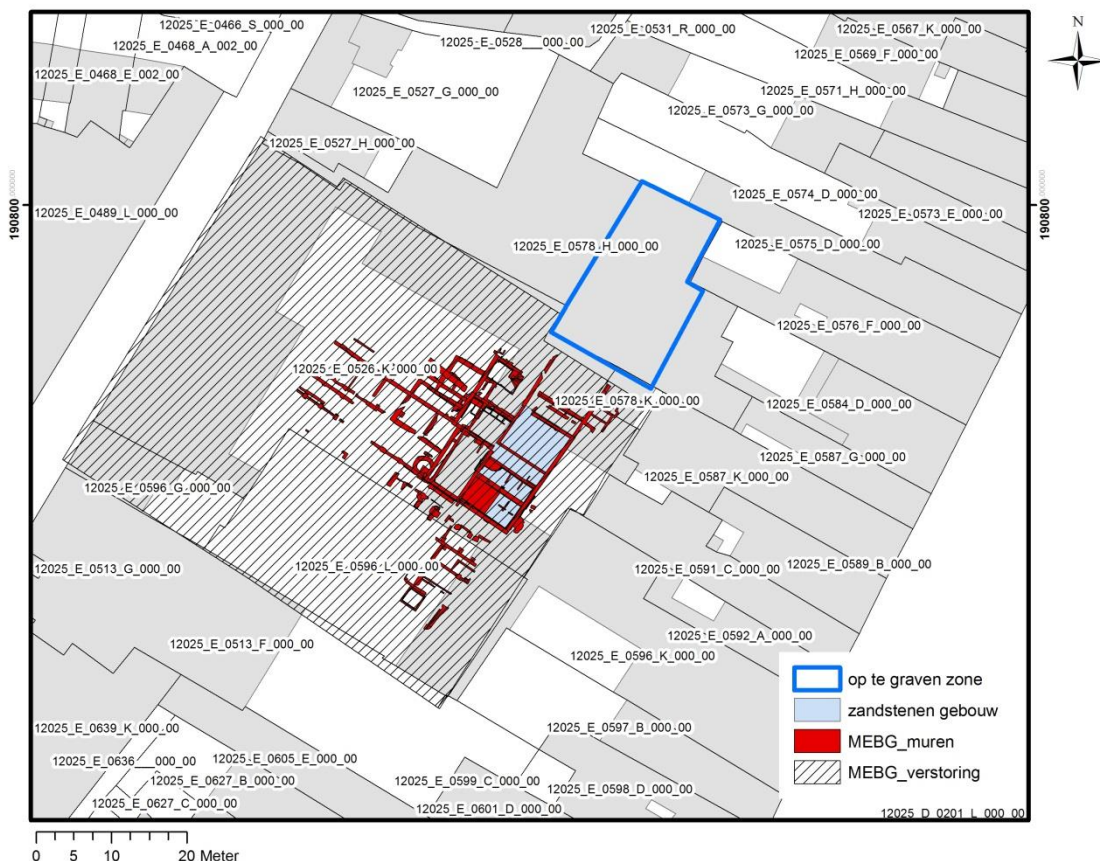 N
12025_E_0466_S_000_00
12025_E_0531_R_000_00
12025_E_0567_K_000_00
12025_E_0468_A_002_00
12025_E_0528___000_00
12025_E_0569_F_000_00
12025_E_0468_E_002_00
12025_E_0527_G_000_00
12025_E_0571_H_000_00
12025_E_0573_G_000_00
12025_E_0527_H_000_00
12025_E_0574_D_000_00
12025_E_0489_L_000_00
12025_E_0573_E_000_00
190800,000000
190800,000000
12025_E_0578_H_000_00
12025_E_0575_D_000_00
12025_E_0576_F_000_00
12025_E_0526_K_000_00
12025_E_0578_K_000_00
12025_E_0584_D_000_00
12025_E_0587_G_000_00
12025_E_0587_K_000_00
12025_E_0596_G_000_00
12025_E_0513_G_000_00
12025_E_0596_L_000_00
12025_E_0591_C_000_00
12025_E_0589_B_000_00
12025_E_0513_F_000_00
12025_E_0592_A_000_00
12025_E_0596_K_000_00
op te graven zone
zandstenen gebouw
MEBG_muren
MEBG_verstoring
12025_E_0639_K_000_00
12025_E_0597_B_000_00
12025_E_0636___000_00
12025_E_0605_E_000_00
12025_E_0627_B_000_00
12025_E_0599_C_000_00
12025_E_0598_D_000_00
12025_E_0627_C_000_00
12025_E_0601_D_000_00
12025_D_0201_L_000_00
0 5 10 20 Meter